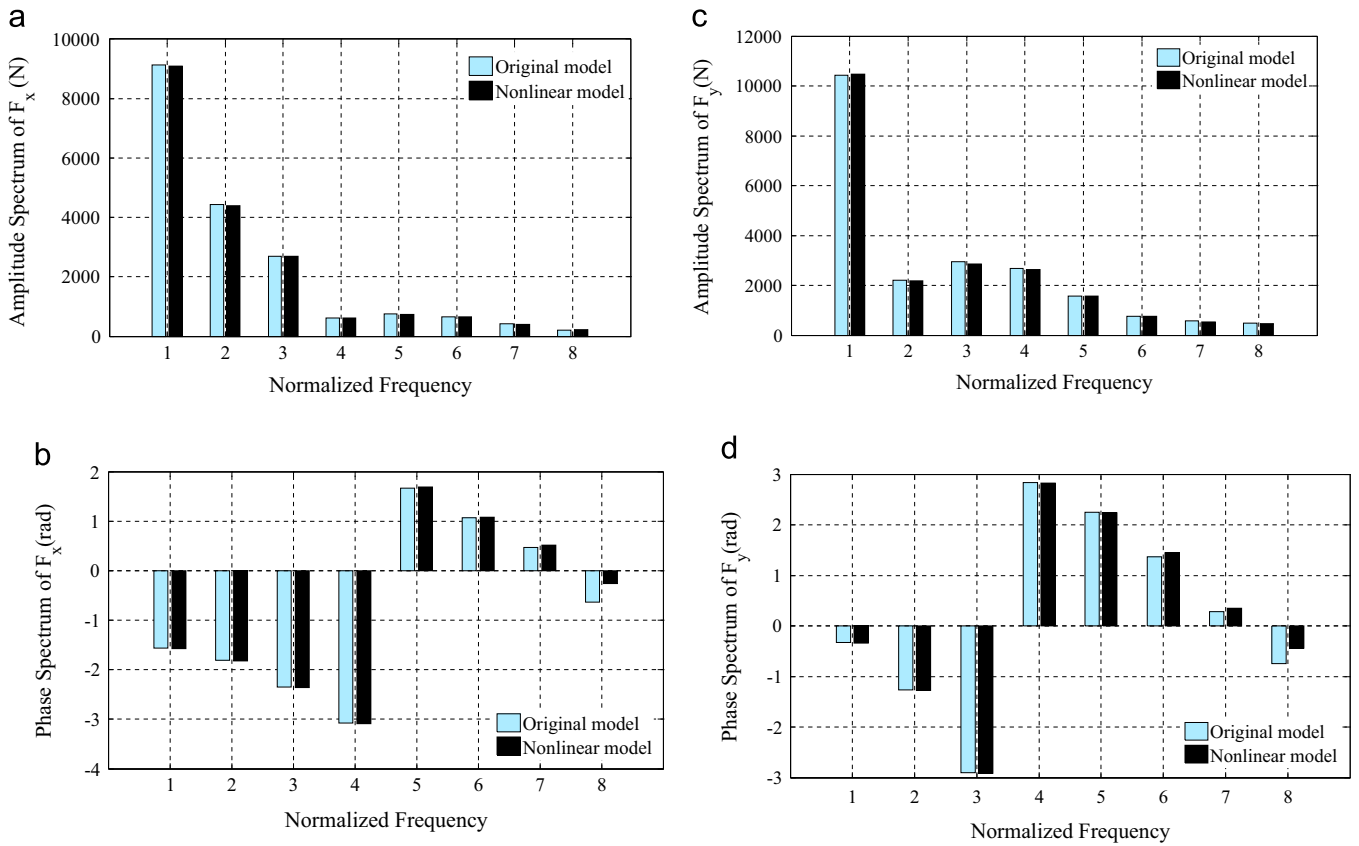 a
Amplitude Spectrum of F_x (N)
10000
8000
6000
4000
2000
0
Original model
Nonlinear model
1 2 3 4 5 6 7 8
Normalized Frequency
c
Amplitude Spectrum of F_y(N)
12000
10000
8000
6000
4000
2000
0
Original model
Nonlinear model
1 2 3 4 5 6 7 8
Normalized Frequency
b
Phase Spectrum of F_x(rad)
2
1
0
-1
-2
-3
-4
Original model
Nonlinear model
1 2 3 4 5 6 7 8
Normalized Frequency
d
Phase Spectrum of F_y(rad)
3
2
1
0
-1
-2
-3
Original model
Nonlinear model
1 2 3 4 5 6 7 8
Normalized Frequency